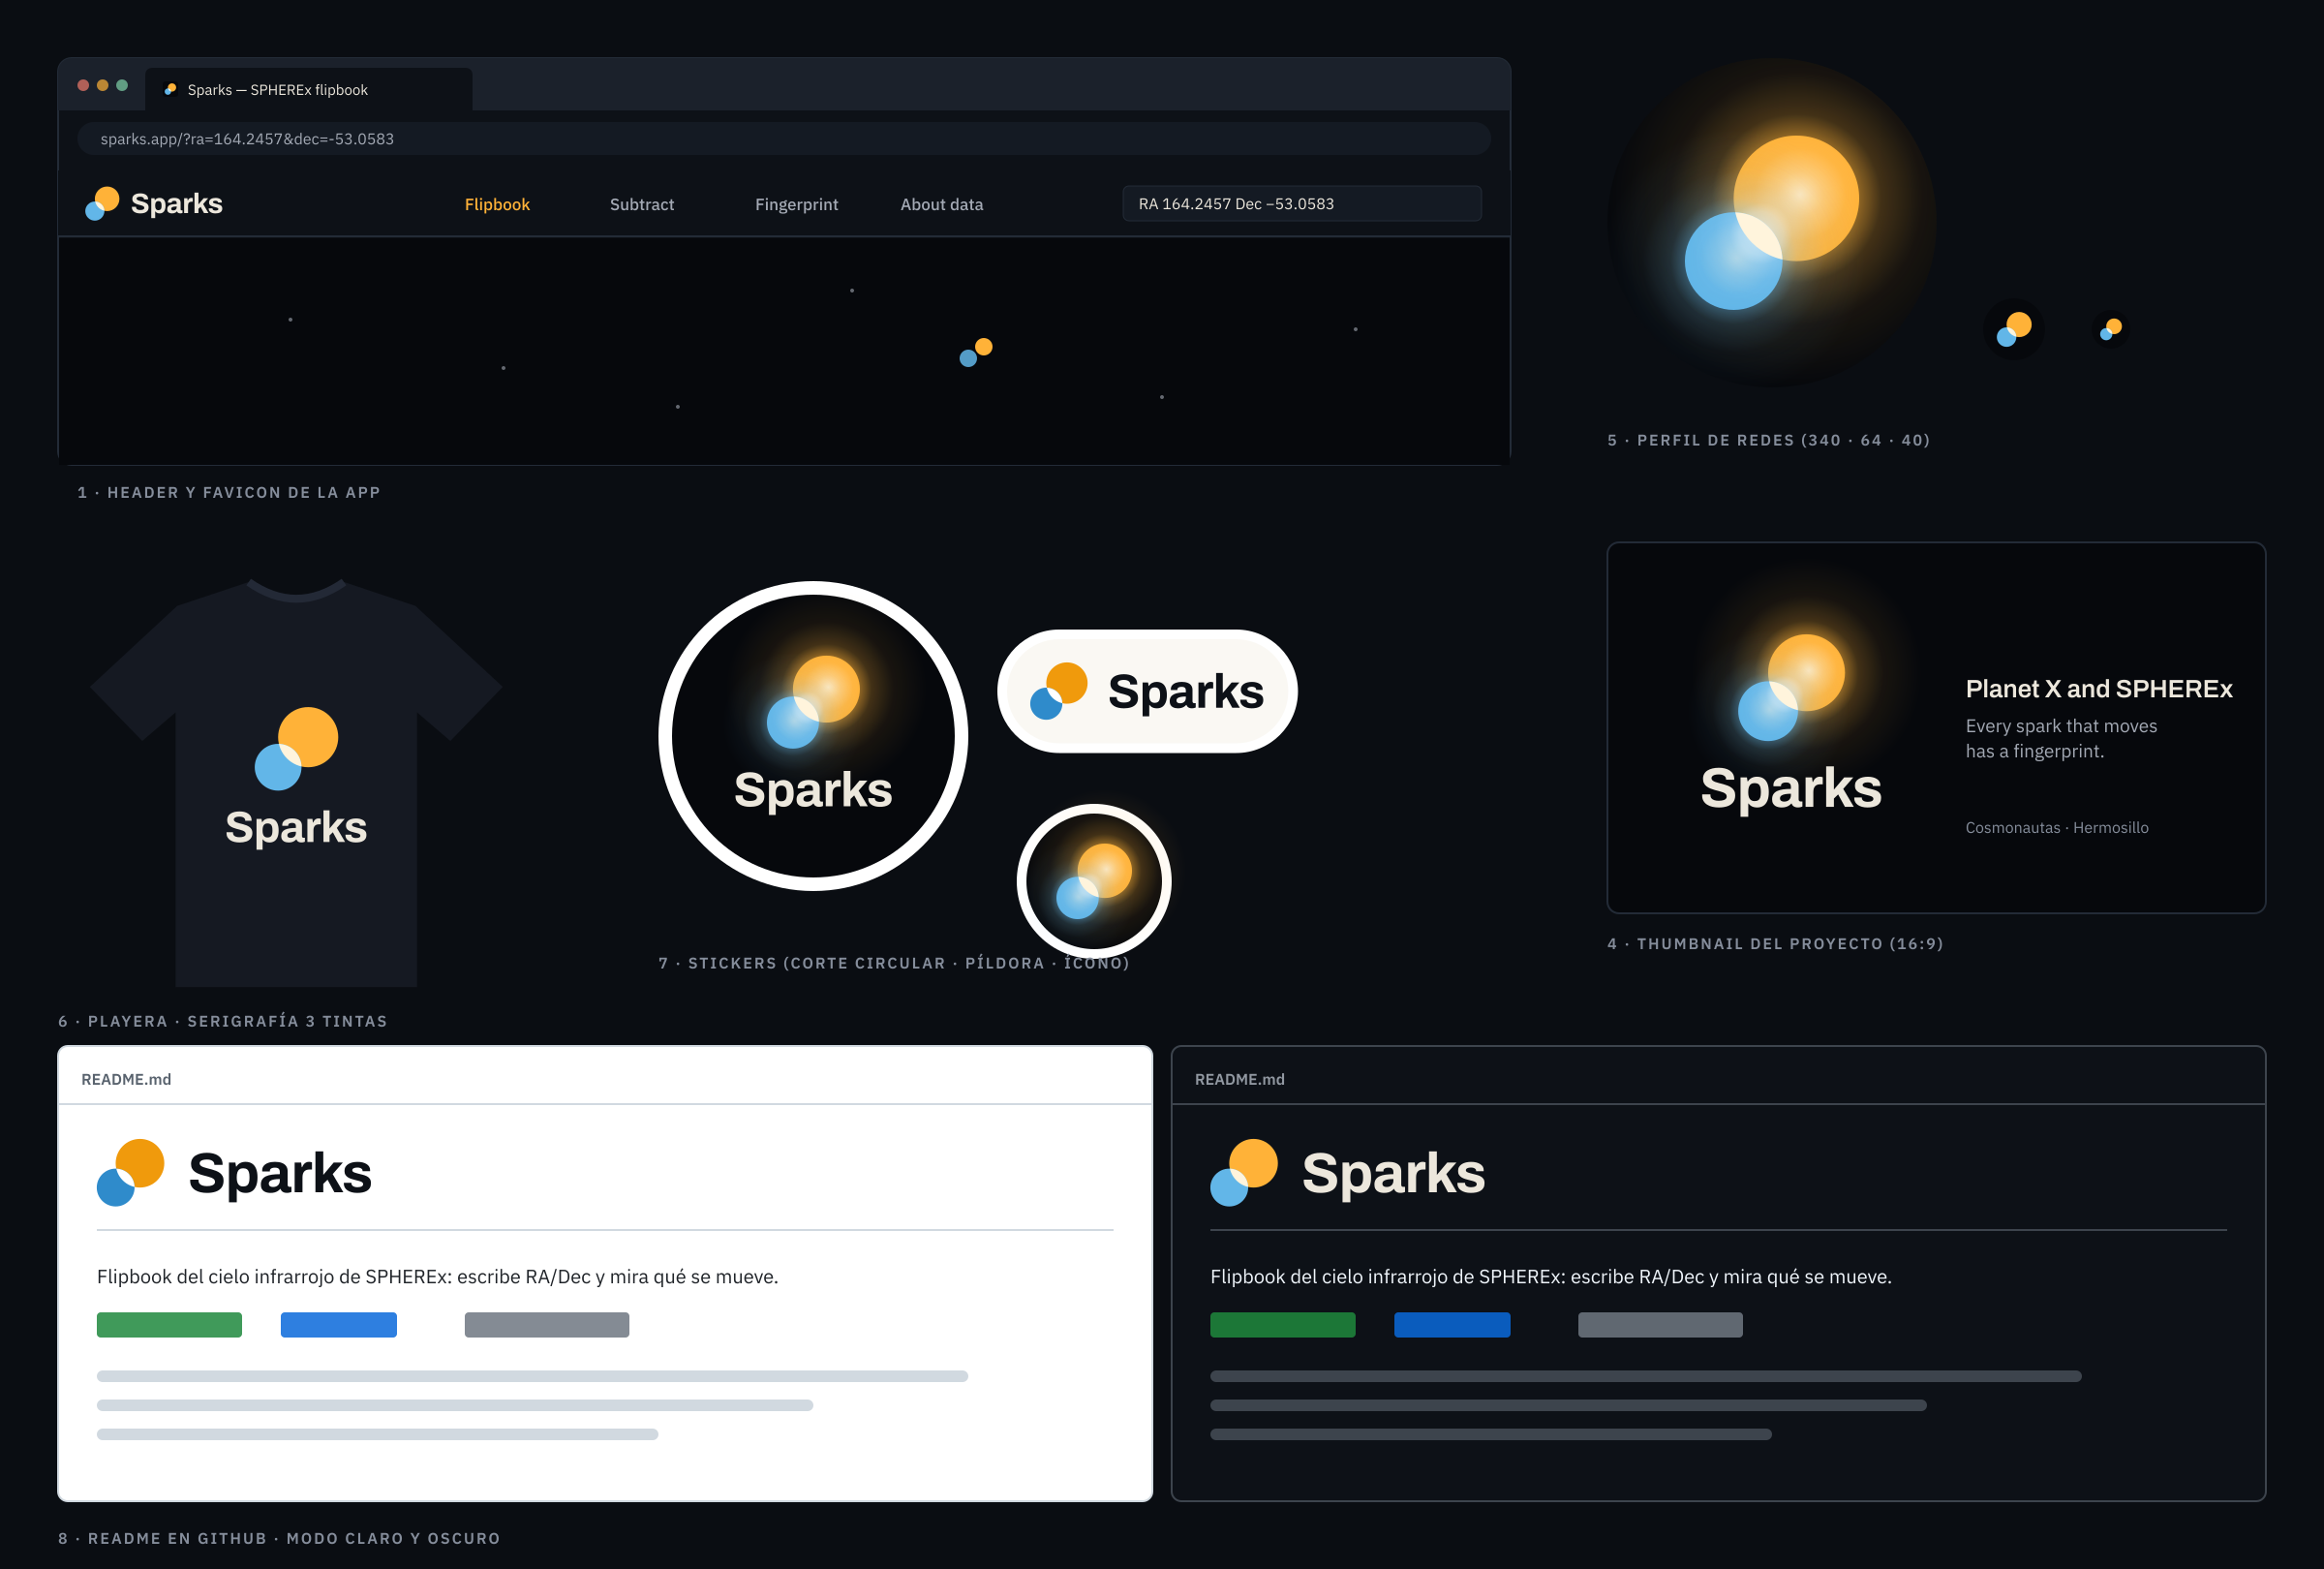 Sparks — SPHEREx flipbook
sparks.app/?ra=164.2457&dec=-53.0583
Sparks
Flipbook
Subtract
Fingerprint
About data
RA 164.2457 Dec −53.0583
1 · HEADER Y FAVICON DE LA APP
5 · PERFIL DE REDES (340 · 64 · 40)
Sparks
6 · PLAYERA · SERIGRAFÍA 3 TINTAS
Sparks
Sparks
7 · STICKERS (CORTE CIRCULAR · PÍLDORA · ÍCONO)
Sparks
Planet X and SPHEREx
Every spark that moves
has a fingerprint.
Cosmonautas · Hermosillo
4 · THUMBNAIL DEL PROYECTO (16:9)
README.md
Sparks
Flipbook del cielo infrarrojo de SPHEREx: escribe RA/Dec y mira qué se mueve.
README.md
Sparks
Flipbook del cielo infrarrojo de SPHEREx: escribe RA/Dec y mira qué se mueve.
8 · README EN GITHUB · MODO CLARO Y OSCURO